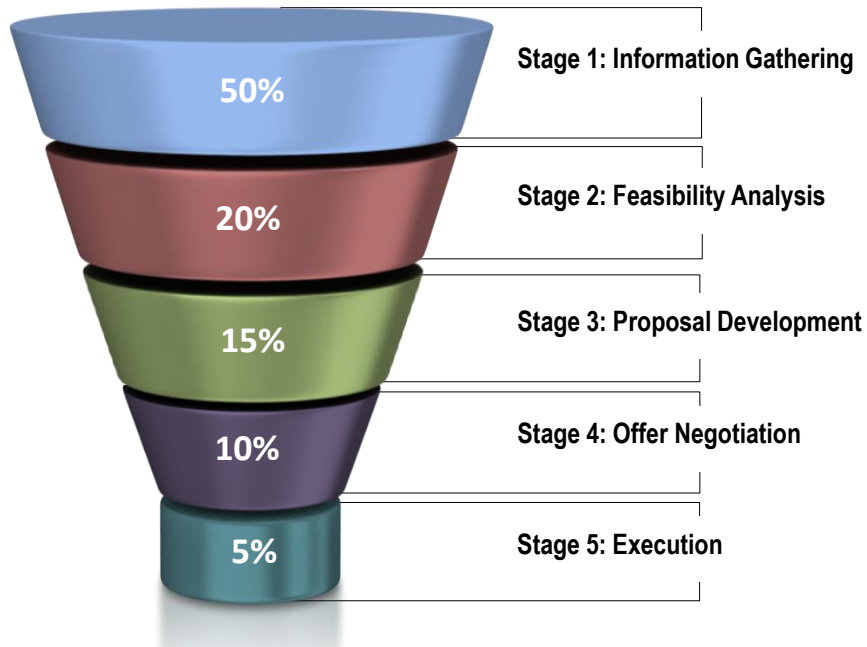 50%
Stage 1: Information Gathering
20%
Stage 2: Feasibility Analysis
15%
Stage 3: Proposal Development
10%
Stage 4: Offer Negotiation
5%
Stage 5: Execution